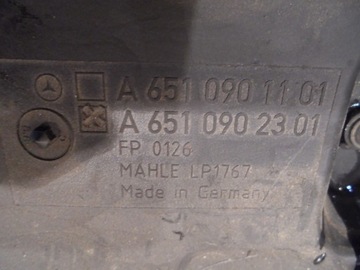 A 651 090 11 01
A 651 090 23 01
FP 0126
MAHLE LP1767
Made in Germany